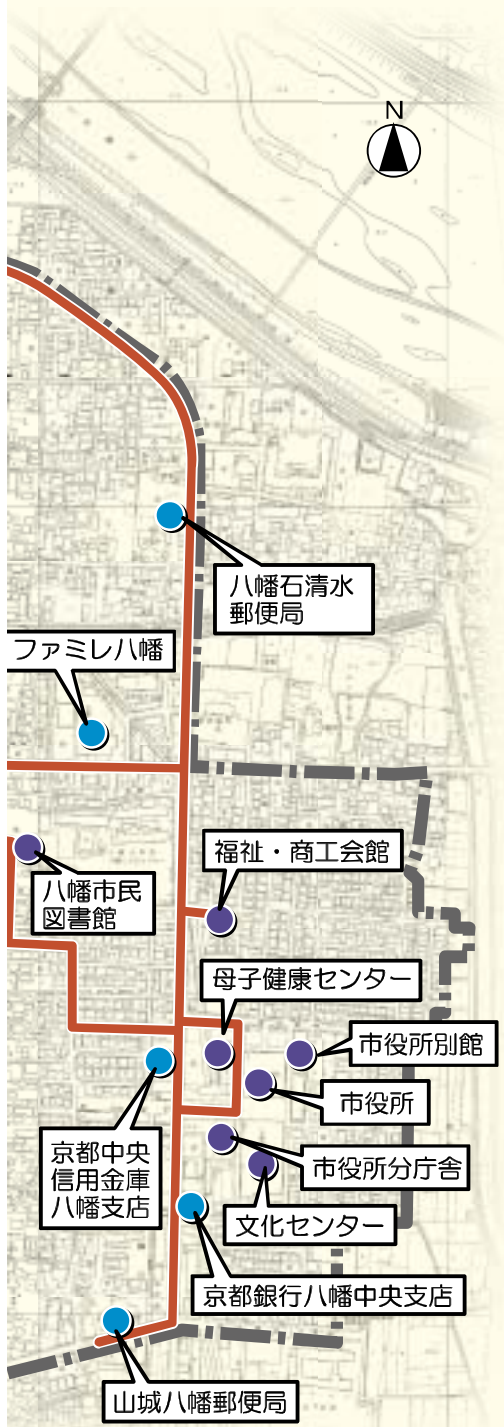 N
八幡石清水
郵便局
ファミレ八幡
福祉・商工会館
八幡市民
図書館
母子健康センター
市役所別館
市役所
京都中央
信用金庫
八幡支店
市役所分庁舎
文化センター
京都銀行八幡中央支店
山城八幡郵便局